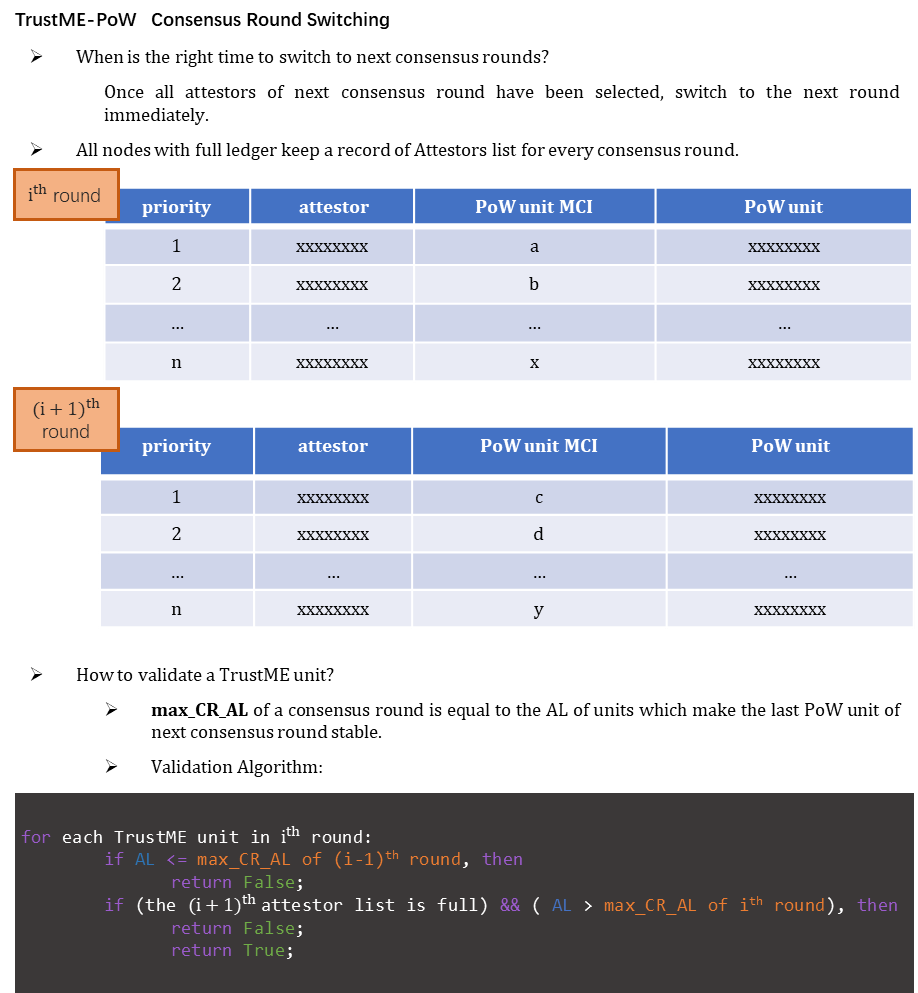 TrustME-PoW Consensus Round Switching
➢ When is the right time to switch to next consensus rounds?
Once all attestors of next consensus round have been selected, switch to the next round
immediately.
➢ All nodes with full ledger keep a record of Attestors list for every consensus round.
ith round
priority attestor PoW unit MCI PoW unit
1 xxxxxxxx a xxxxxxxx
2 xxxxxxxx b xxxxxxxx
... ... ... ...
n xxxxxxxx x xxxxxxxx
(i + 1)th
round
priority attestor PoW unit MCI PoW unit
1 xxxxxxxx c xxxxxxxx
2 xxxxxxxx d xxxxxxxx
... ... ... ...
n xxxxxxxx y xxxxxxxx
➢ How to validate a TrustME unit?
➢ max_CR_AL of a consensus round is equal to the AL of units which make the last PoW unit of
next consensus round stable.
➢ Validation Algorithm:
for each TrustME unit in ith round:
if AL <= max_CR_AL of (i-1)th round, then
return False;
if (the (i + 1)th attestor list is full) && ( AL > max_CR_AL of ith round), then
return False;
return True;